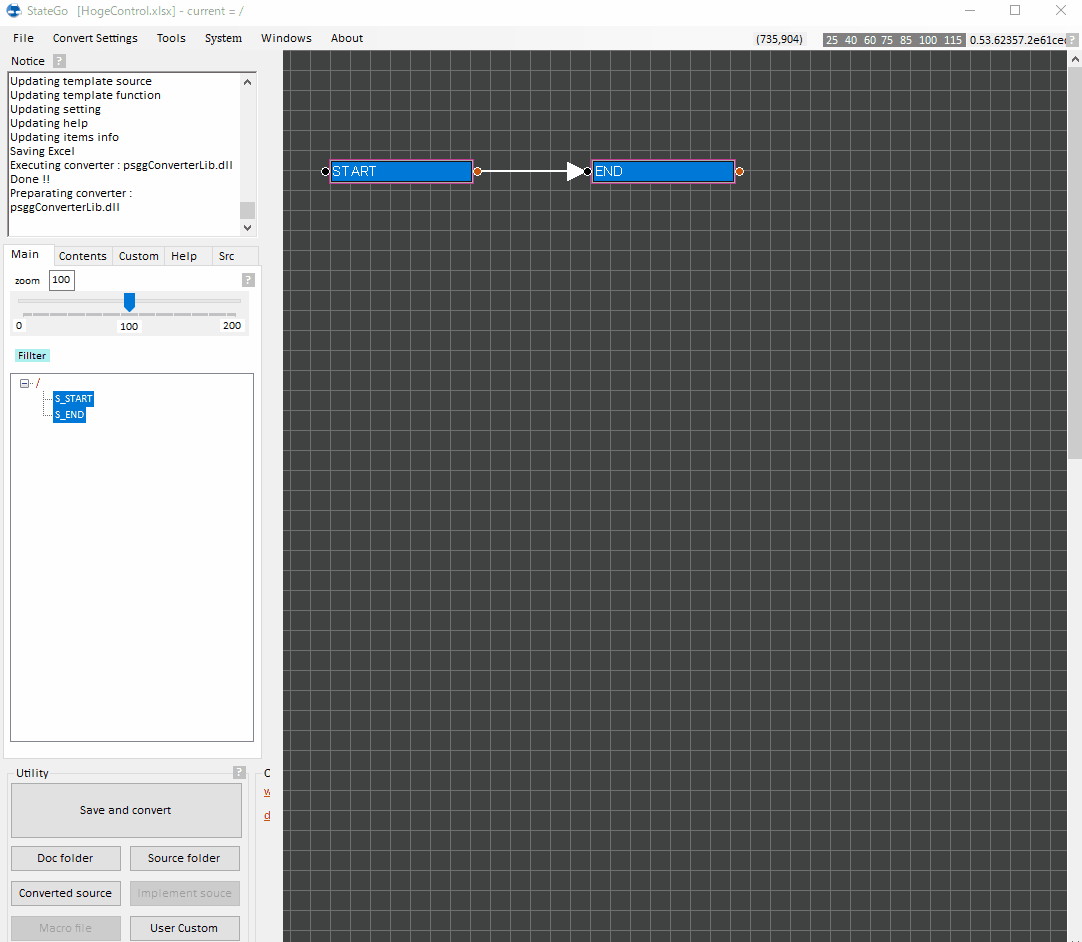 StateGo [HogeControl.xlsx] - current = /
File Convert Settings Tools System Windows About
(735,904) 25 40 60 75 85 100 115 0.53.62357.2e61cec ?
Notice ?
Updating template source
Updating template function
Updating setting
Updating help
Updating items info
Saving Excel
Executing converter : psggConverterLib.dll
Done !!
Preparating converter :
psggConverterLib.dll
START END
Main Contents Custom Help Src
zoom 100 ?
0 100 200
Fillter
/
S_START
S_END
Utility ? C
Save and convert
w
d
Doc folder Source folder
Converted source Implement souce
Macro file User Custom